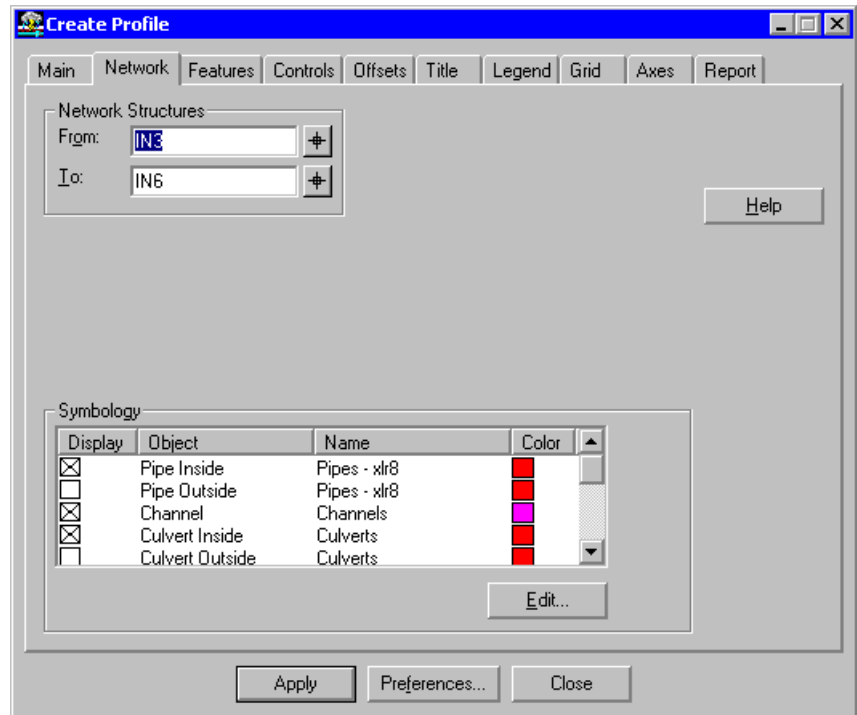 Create Profile
Main Network Features Controls Offsets Title Legend Grid Axes Report
Network Structures
From: IN3
To: IN6
Help
Symbology
Display Object Name Color
Pipe Inside Pipes - xlr8
Pipe Outside Pipes - xlr8
Channel Channels
Culvert Inside Culverts
Culvert Outside Culverts
Edit...
Apply Preferences... Close